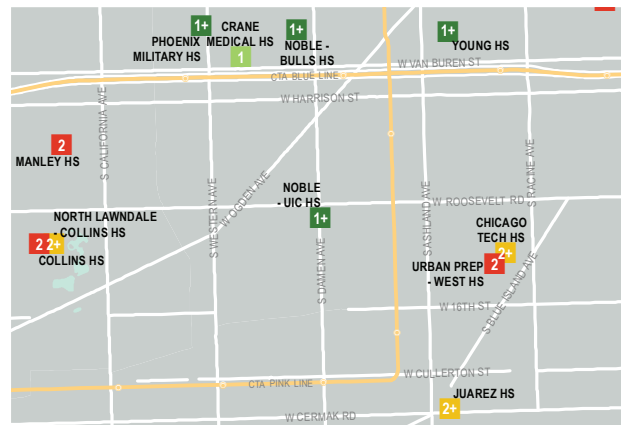 1+
CRANE
1+
1+
PHOENIX
MEDICAL HS
MILITARY HS
1
NOBLE -
BULLS HS
YOUNG HS
W VAN BUREN ST
CTA BLUE LINE
W HARRISON ST
S CALIFORNIA AVE
2
MANLEY HS
S WESTERN AVE
W OGDEN AVE
NOBLE
- UIC HS
1+
S DAMEN AVE
S ASHLAND AVE
W ROOSEVELT RD
S RACINE AVE
NORTH LAWNDALE
- COLLINS HS
2 2+
COLLINS HS
CHICAGO
TECH HS
2+
URBAN PREP
- WEST HS
2
W 16TH ST
S BLUE ISLAND AVE
W CULLERTON ST
CTA PINK LINE
JUAREZ HS
2+
W CERMAK RD